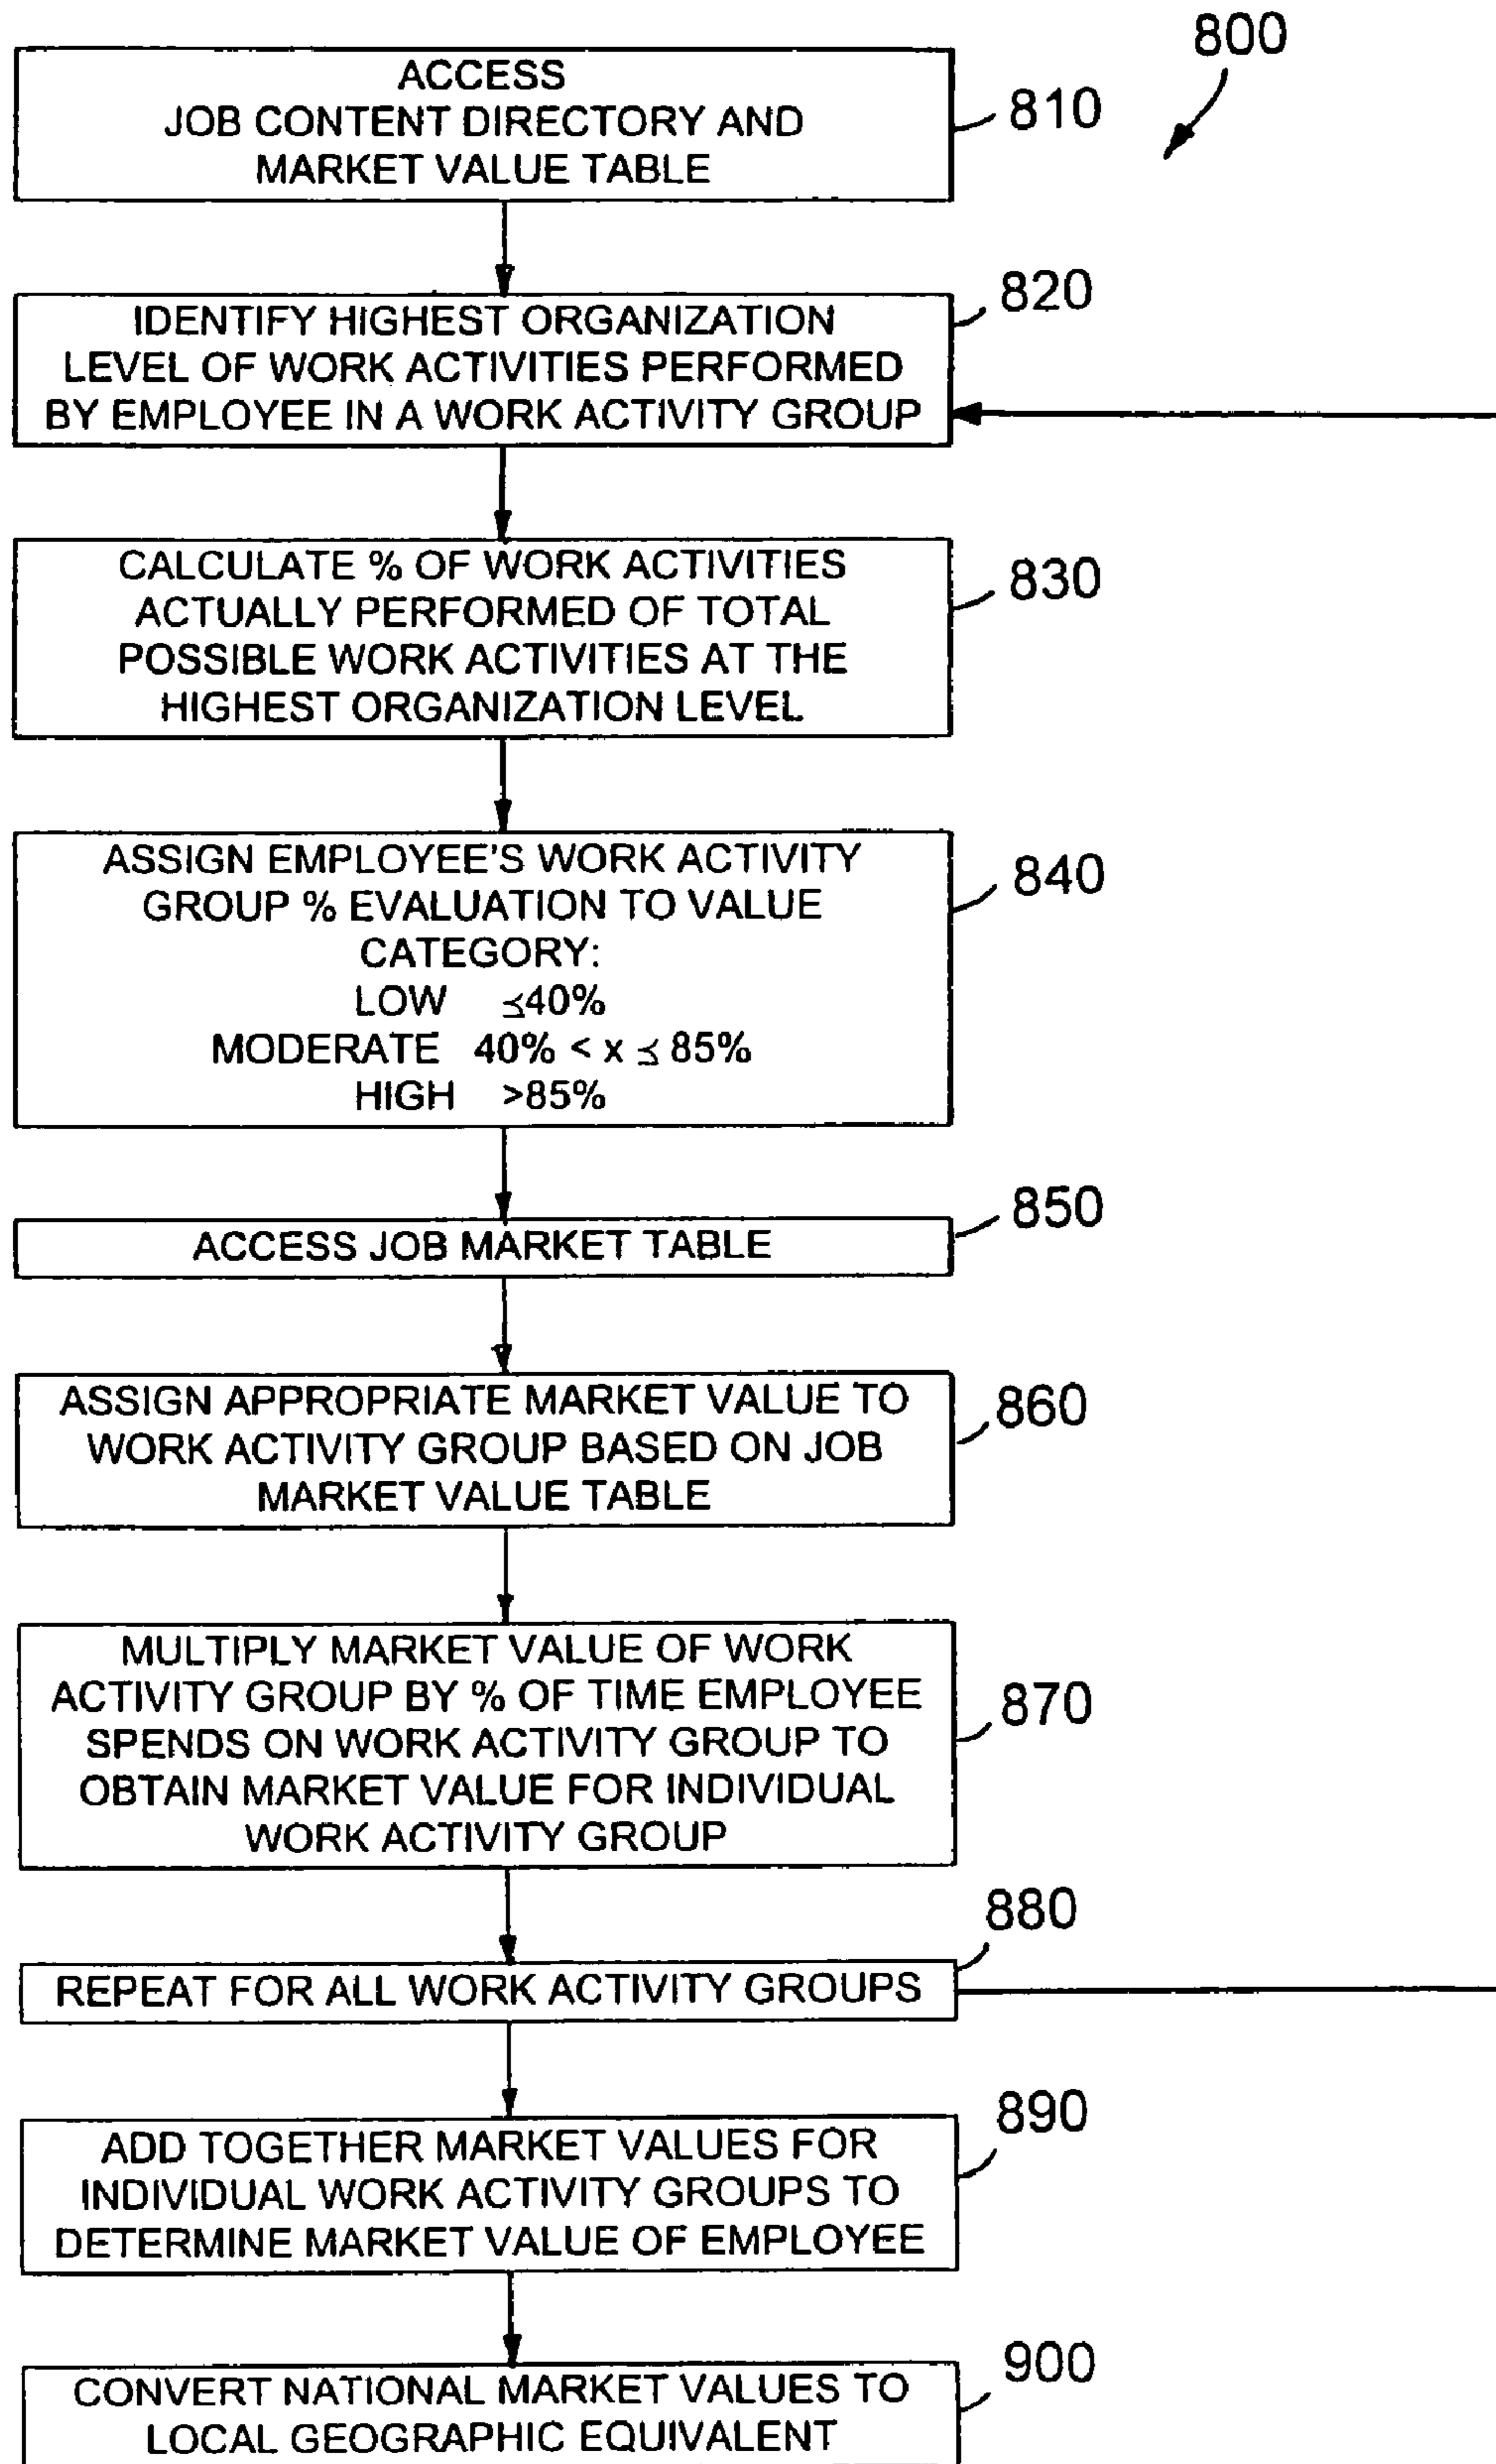 800
ACCESS
JOB CONTENT DIRECTORY AND
MARKET VALUE TABLE
810
IDENTIFY HIGHEST ORGANIZATION
LEVEL OF WORK ACTIVITIES PERFORMED
BY EMPLOYEE IN A WORK ACTIVITY GROUP
820
CALCULATE % OF WORK ACTIVITIES
ACTUALLY PERFORMED OF TOTAL
POSSIBLE WORK ACTIVITIES AT THE
HIGHEST ORGANIZATION LEVEL
830
ASSIGN EMPLOYEE'S WORK ACTIVITY
GROUP % EVALUATION TO VALUE
CATEGORY:
LOW ≤40%
MODERATE 40% < x ≤ 85%
HIGH >85%
840
ACCESS JOB MARKET TABLE
850
ASSIGN APPROPRIATE MARKET VALUE TO
WORK ACTIVITY GROUP BASED ON JOB
MARKET VALUE TABLE
860
MULTIPLY MARKET VALUE OF WORK
ACTIVITY GROUP BY % OF TIME EMPLOYEE
SPENDS ON WORK ACTIVITY GROUP TO
OBTAIN MARKET VALUE FOR INDIVIDUAL
WORK ACTIVITY GROUP
870
REPEAT FOR ALL WORK ACTIVITY GROUPS
880
ADD TOGETHER MARKET VALUES FOR
INDIVIDUAL WORK ACTIVITY GROUPS TO
DETERMINE MARKET VALUE OF EMPLOYEE
890
CONVERT NATIONAL MARKET VALUES TO
LOCAL GEOGRAPHIC EQUIVALENT
900